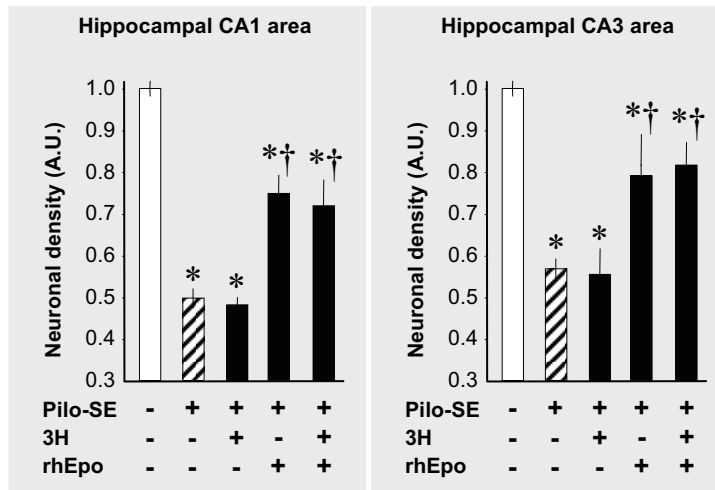 Hippocampal CA1 area
Neuronal density (A.U.)
1.0
0.9
0.8
0.7
0.6
0.5
0.4
0.3
* * *† *†
Pilo-SE - + + + +
3H - - + - +
rhEpo - - - + +
Hippocampal CA3 area
Neuronal density (A.U.)
1.0
0.9
0.8
0.7
0.6
0.5
0.4
0.3
* * *† *†
Pilo-SE - + + + +
3H - - + - +
rhEpo - - - + +